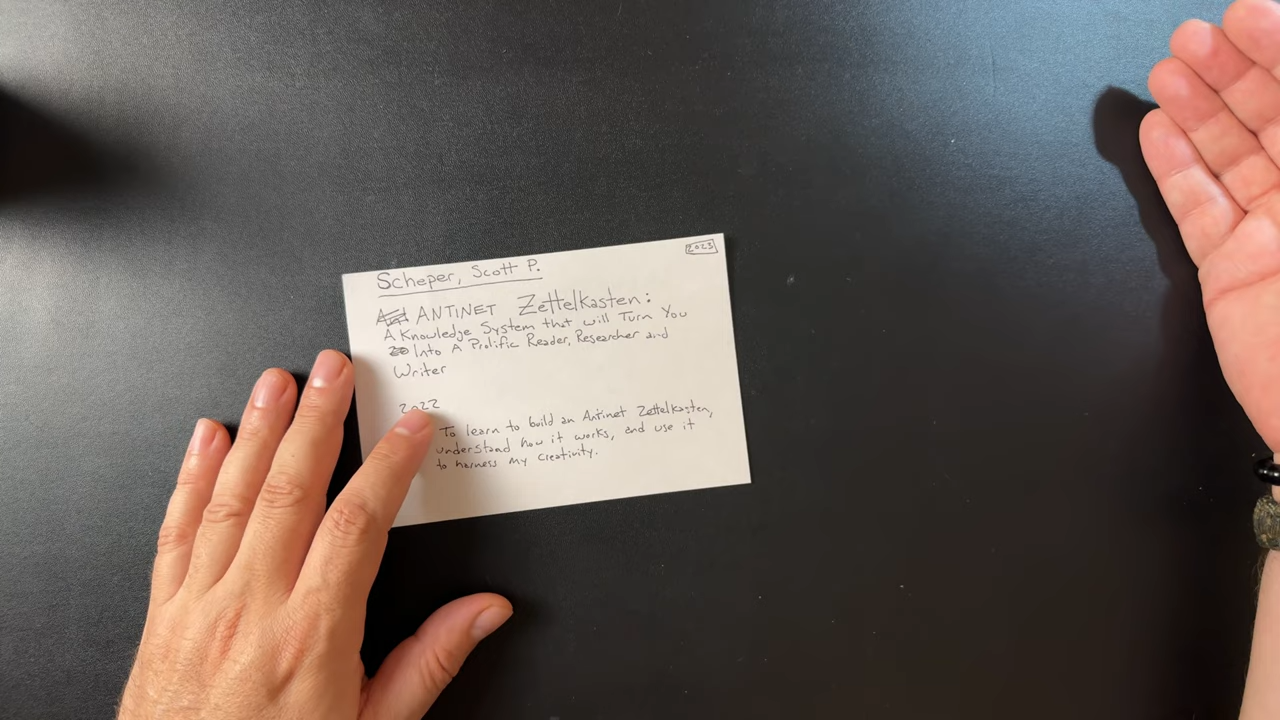 2023
Scheper, Scott P.
ANTINET Zettelkasten:
A Knowledge System that will Turn You
Into A Prolific Reader, Researcher and
Writer
2022
To learn to build an Antinet Zettelkasten,
understand how it works, and use it
to harness my creativity.